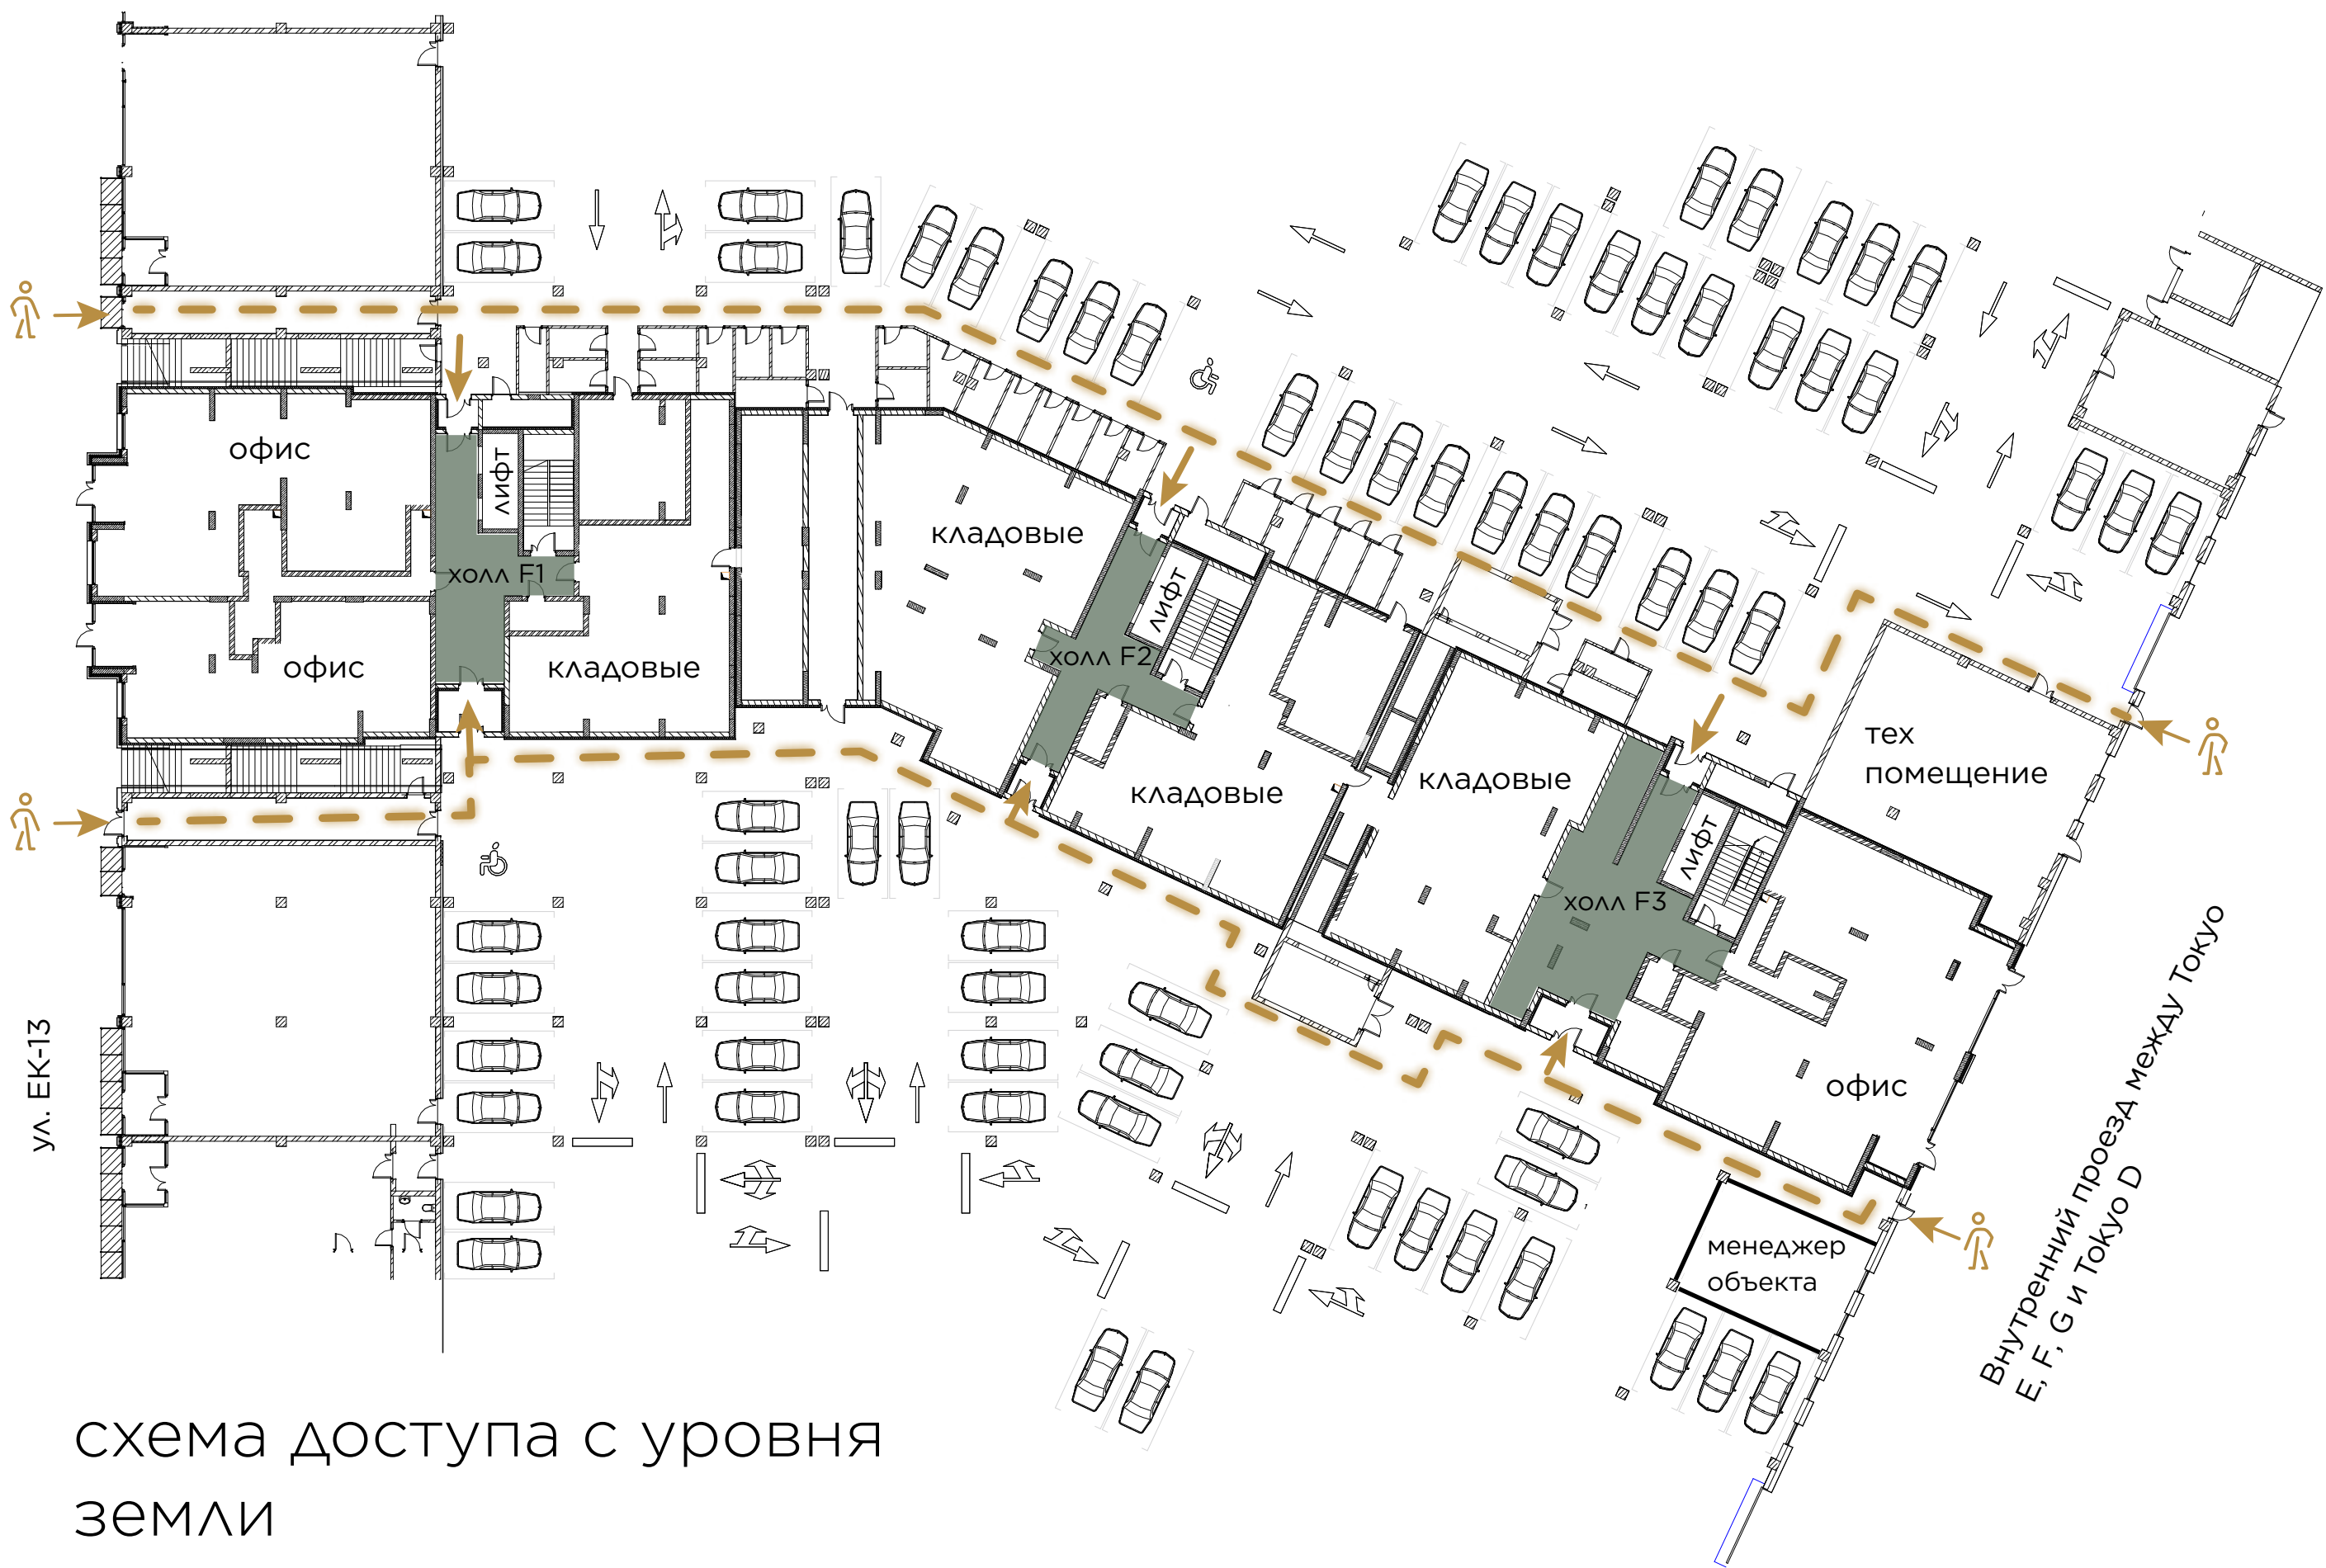 офис
лифт
холл F1
офис
кладовые
кладовые
лифт
холл F2
кладовые
кладовые
лифт
холл F3
тех
помещение
офис
менеджер
объекта
ул. ЕК-13
Внутренний проезд между Tokyo
E, F, G и Tokyo D
схема доступа с уровня
земли